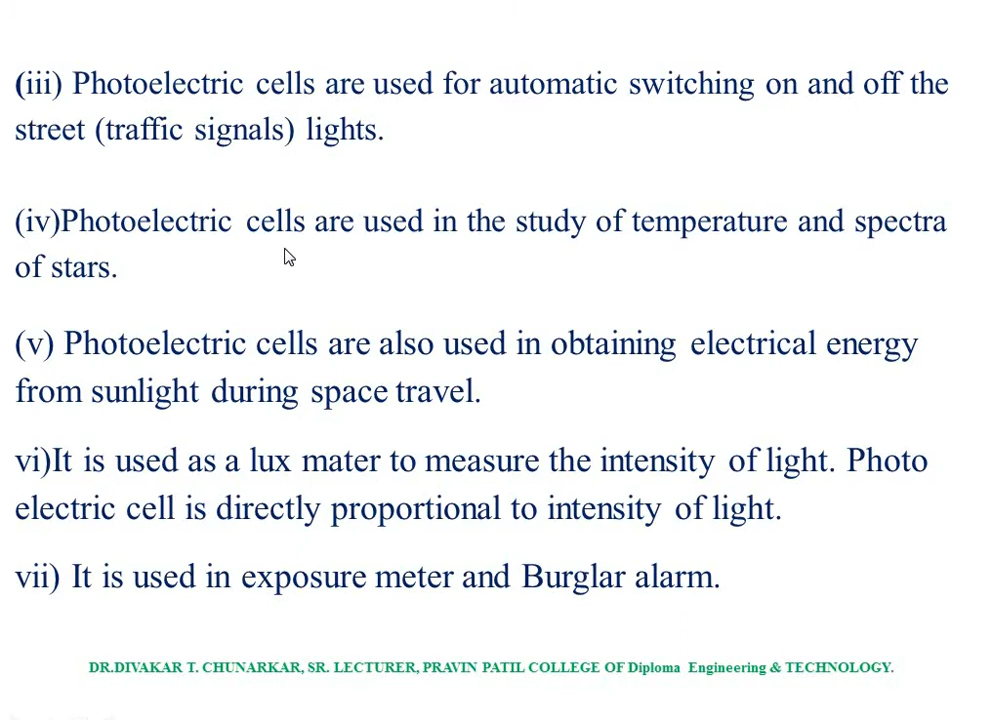 (iii) Photoelectric cells are used for automatic switching on and off the
street (traffic signals) lights.
(iv)Photoelectric cells are used in the study of temperature and spectra
of stars.
(v) Photoelectric cells are also used in obtaining electrical energy
from sunlight during space travel.
vi)It is used as a lux mater to measure the intensity of light. Photo
electric cell is directly proportional to intensity of light.
vii) It is used in exposure meter and Burglar alarm.
DR.DIVAKAR T. CHUNARKAR, SR. LECTURER, PRAVIN PATIL COLLEGE OF Diploma Engineering & TECHNOLOGY.